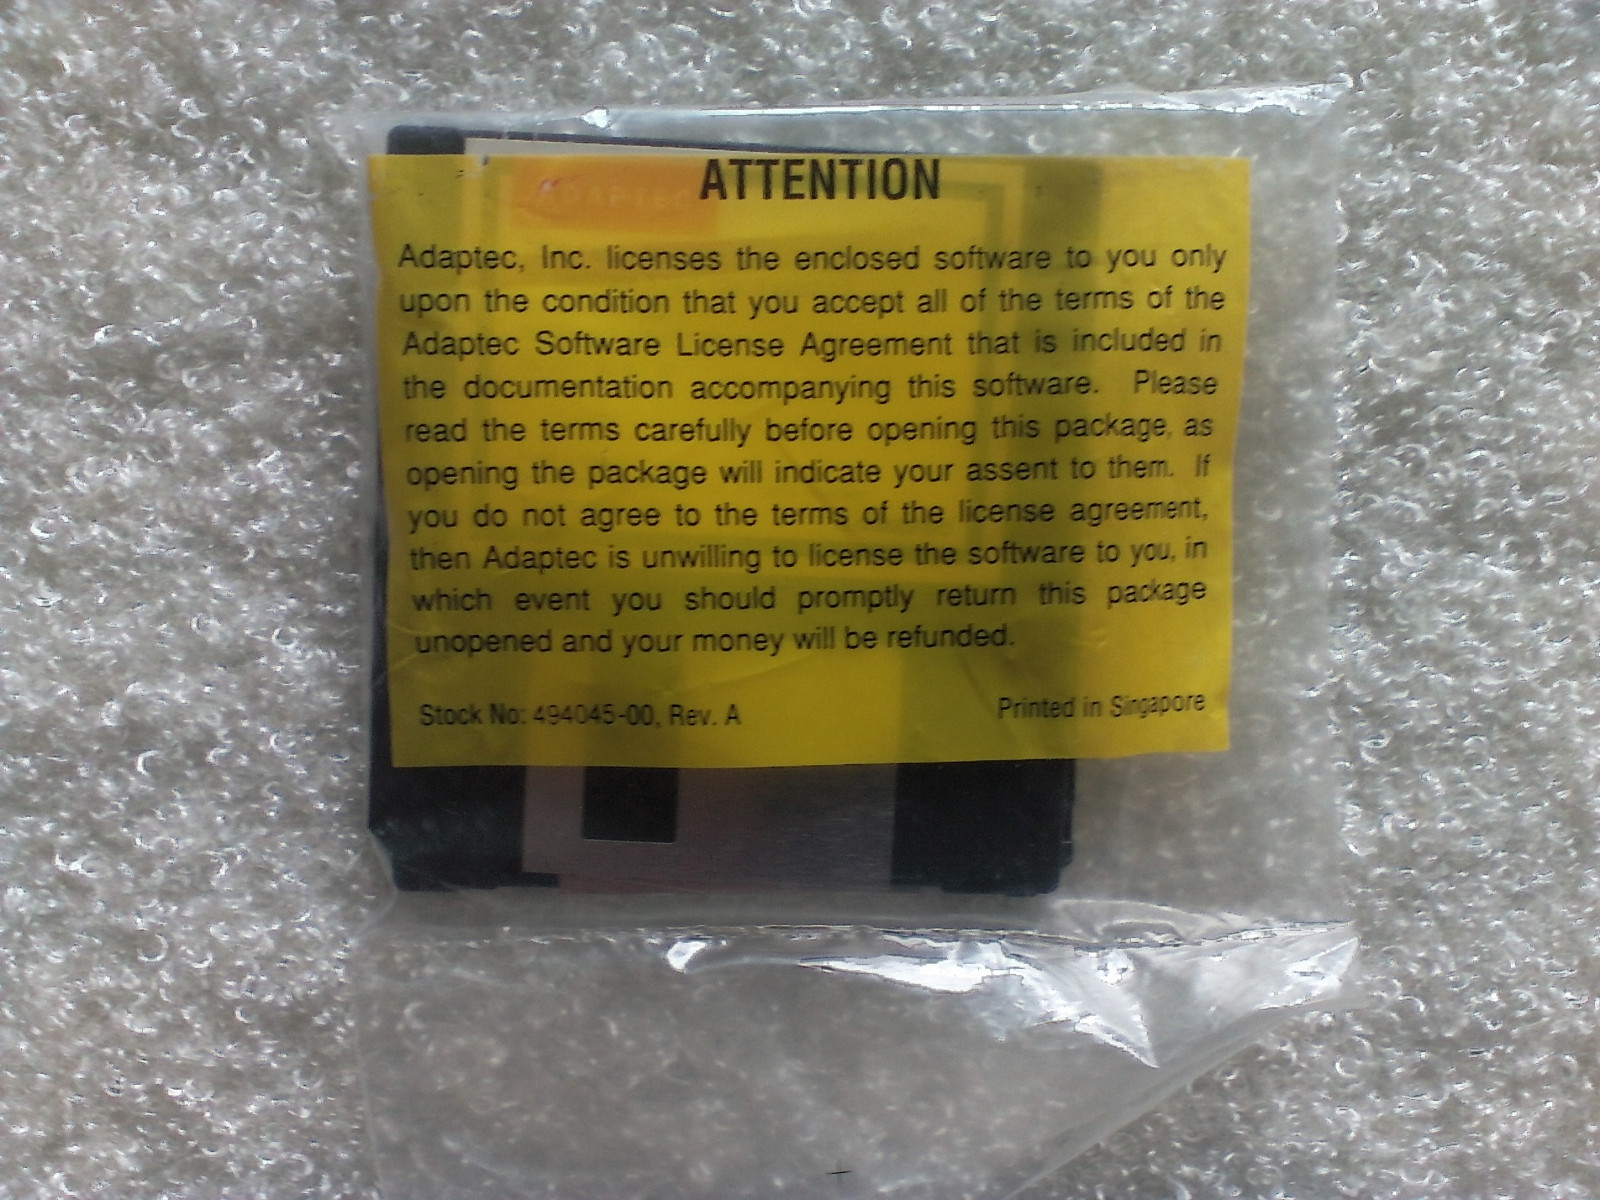 ATTENTION
ADAPTEC
Adaptec, Inc. licenses the enclosed software to you only
upon the condition that you accept all of the terms of the
Adaptec Software License Agreement that is included in
the documentation accompanying this software. Please
read the terms carefully before opening this package, as
opening the package will indicate your assent to them. If
you do not agree to the terms of the license agreement,
then Adaptec is unwilling to license the software to you, in
which event you should promptly return this package
unopened and your money will be refunded.
Stock No: 494045-00, Rev. A
Printed in Singapore